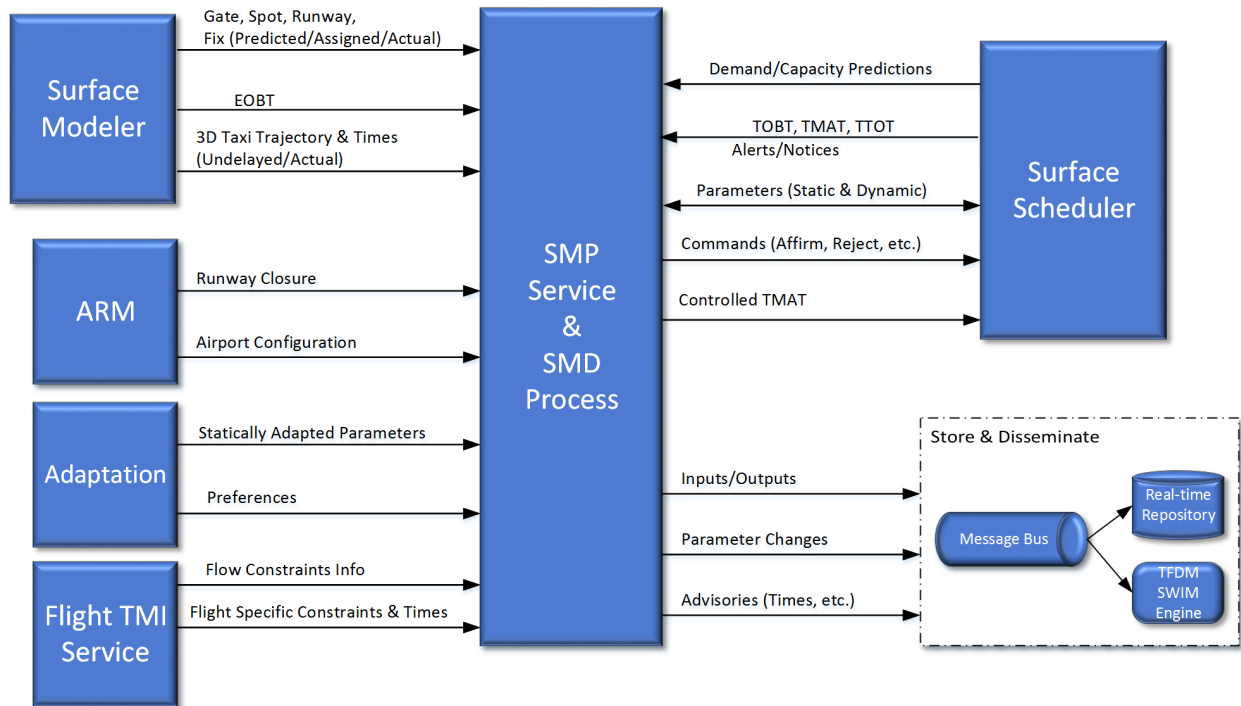 Surface
Modeler
Gate, Spot, Runway,
Fix (Predicted/Assigned/Actual)
EOBT
3D Taxi Trajectory & Times
(Undelayed/Actual)
ARM
Runway Closure
Airport Configuration
Adaptation
Statically Adapted Parameters
Preferences
Flight TMI
Service
Flow Constraints Info
Flight Specific Constraints & Times
SMP
Service
&
SMD
Process
Demand/Capacity Predictions
TOBT, TMAT, TTOT
Alerts/Notices
Parameters (Static & Dynamic)
Commands (Affirm, Reject, etc.)
Controlled TMAT
Surface
Scheduler
Inputs/Outputs
Parameter Changes
Advisories (Times, etc.)
Store & Disseminate
Message Bus
Real-time
Repository
TFDM
SWIM
Engine